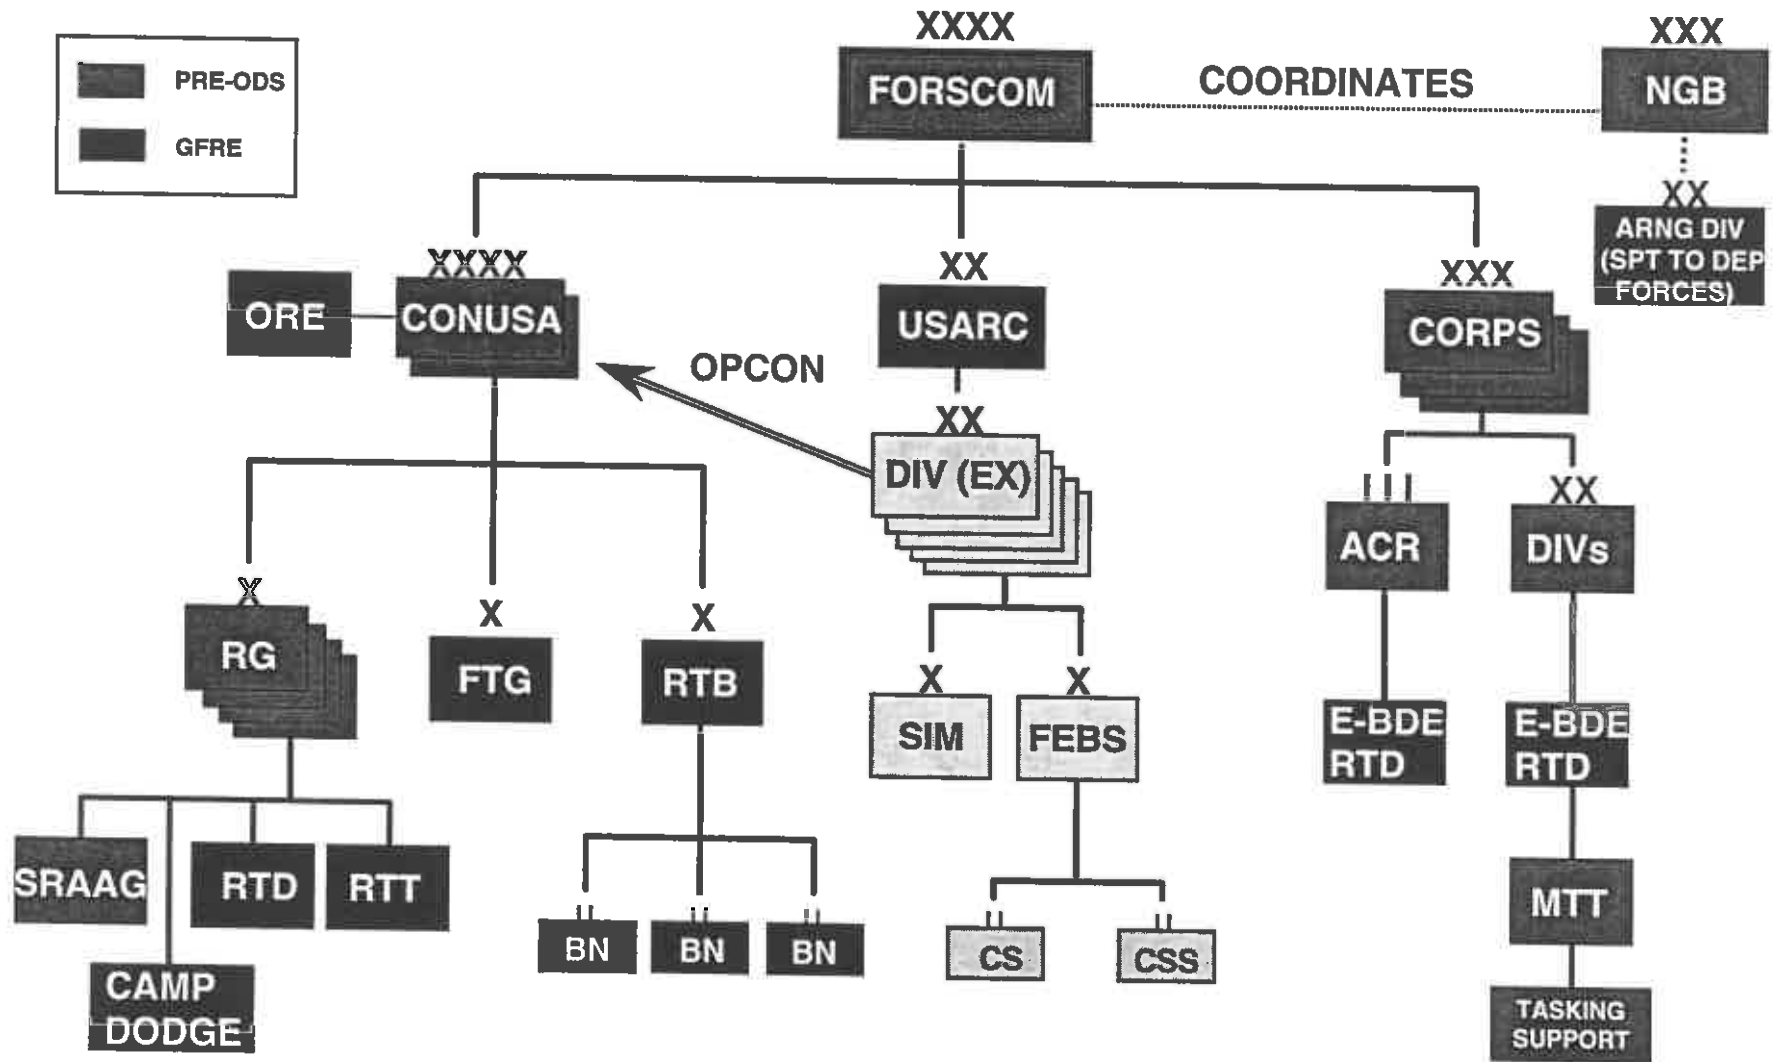 XXXX
FORSCOM
COORDINATES
XXX
NGB
PRE-ODS
GFRE
XX
ARNG DIV
(SPT TO DEP
FORCES)
XXXX
CONUSA
ORE
XX
USARC
XXX
CORPS
OPCON
XX
DIV (EX)
III
ACR
XX
DIVs
X
RG
X
FTG
X
RTB
X
SIM
X
FEBS
E-BDE
RTD
E-BDE
RTD
SRAAG
RTD
RTT
CAMP
DODGE
II
BN
II
BN
II
BN
II
CS
II
CSS
MTT
TASKING
SUPPORT